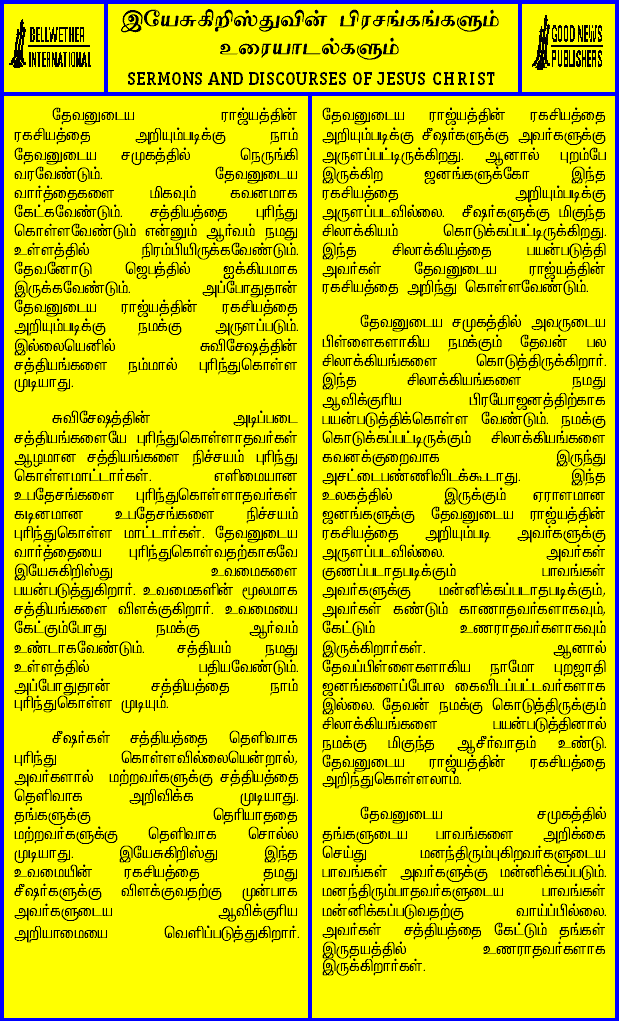 BELLWETHER
INTERNATIONAL
இயேசுகிறிஸ்துவின் பிரசங்கங்களும்
உரையாடல்களும்
SERMONS AND DISCOURSES OF JESUS CHRIST
GOOD NEWS
PUBLISHERS
தேவனுடைய ராஜ்யத்தின்
ரகசியத்தை அறியும்படிக்கு நாம்
தேவனுடைய சமுகத்தில் நெருங்கி
வரவேண்டும். தேவனுடைய
வார்த்தைகளை மிகவும் கவனமாக
கேட்கவேண்டும். சத்தியத்தை புரிந்து
கொள்ளவேண்டும் என்னும் ஆர்வம் நமது
உள்ளத்தில் நிரம்பியிருக்கவேண்டும்.
தேவனோடு ஜெபத்தில் ஐக்கியமாக
இருக்கவேண்டும். அப்போதுதான்
தேவனுடைய ராஜ்யத்தின் ரகசியத்தை
அறியும்படிக்கு நமக்கு அருளப்படும்.
இல்லையெனில் சுவிசேஷத்தின்
சத்தியங்களை நம்மால் புரிந்துகொள்ள
முடியாது.
சுவிசேஷத்தின் அடிப்படை
சத்தியங்களையே புரிந்துகொள்ளாதவர்கள்
ஆழமான சத்தியங்களை நிச்சயம் புரிந்து
கொள்ளமாட்டார்கள். எளிமையான
உபதேசங்களை புரிந்துகொள்ளாதவர்கள்
கடினமான உபதேசங்களை நிச்சயம்
புரிந்துகொள்ள மாட்டார்கள். தேவனுடைய
வார்த்தையை புரிந்துகொள்வதற்காகவே
இயேசுகிறிஸ்து உவமைகளை
பயன்படுத்துகிறார். உவமைகளின் மூலமாக
சத்தியங்களை விளக்குகிறார். உவமையை
கேட்கும்போது நமக்கு ஆர்வம்
உண்டாகவேண்டும். சத்தியம் நமது
உள்ளத்தில் பதியவேண்டும்.
அப்போதுதான் சத்தியத்தை நாம்
புரிந்துகொள்ள முடியும்.
சீஷர்கள் சத்தியத்தை தெளிவாக
புரிந்து கொள்ளவில்லையென்றால்,
அவர்களால் மற்றவர்களுக்கு சத்தியத்தை
தெளிவாக அறிவிக்க முடியாது.
தங்களுக்கு தெரியாததை
மற்றவர்களுக்கு தெளிவாக சொல்ல
முடியாது. இயேசுகிறிஸ்து இந்த
உவமையின் ரகசியத்தை தமது
சீஷர்களுக்கு விளக்குவதற்கு முன்பாக
அவர்களுடைய ஆவிக்குரிய
அறியாமையை வெளிப்படுத்துகிறார்.
தேவனுடைய ராஜ்யத்தின் ரகசியத்தை
அறியும்படிக்கு சீஷர்களுக்கு அவர்களுக்கு
அருளப்பட்டிருக்கிறது. ஆனால் புறம்பே
இருக்கிற ஜனங்களுக்கோ இந்த
ரகசியத்தை அறியும்படிக்கு
அருளப்படவில்லை. சீஷர்களுக்கு மிகுந்த
சிலாக்கியம் கொடுக்கப்பட்டிருக்கிறது.
இந்த சிலாக்கியத்தை பயன்படுத்தி
அவர்கள் தேவனுடைய ராஜ்யத்தின்
ரகசியத்தை அறிந்து கொள்ளவேண்டும்.
தேவனுடைய சமுகத்தில் அவருடைய
பிள்ளைகளாகிய நமக்கும் தேவன் பல
சிலாக்கியங்களை கொடுத்திருக்கிறார்.
இந்த சிலாக்கியங்களை நமது
ஆவிக்குரிய பிரயோஜனத்திற்காக
பயன்படுத்திக்கொள்ள வேண்டும். நமக்கு
கொடுக்கப்பட்டிருக்கும் சிலாக்கியங்களை
கவனக்குறைவாக இருந்து
அசட்டைபண்ணிவிடக்கூடாது. இந்த
உலகத்தில் இருக்கும் ஏராளமான
ஜனங்களுக்கு தேவனுடைய ராஜ்யத்தின்
ரகசியத்தை அறியும்படி அவர்களுக்கு
அருளப்படவில்லை. அவர்கள்
குணப்படாதபடிக்கும் பாவங்கள்
அவர்களுக்கு மன்னிக்கப்படாதபடிக்கும்,
அவர்கள் கண்டும் காணாதவர்களாகவும்,
கேட்டும் உணராதவர்களாகவும்
இருக்கிறார்கள். ஆனால்
தேவப்பிள்ளைகளாகிய நாமோ புறஜாதி
ஜனங்களைப்போல கைவிடப்பட்டவர்களாக
இல்லை. தேவன் நமக்கு கொடுத்திருக்கும்
சிலாக்கியங்களை பயன்படுத்தினால்
நமக்கு மிகுந்த ஆசீர்வாதம் உண்டு.
தேவனுடைய ராஜ்யத்தின் ரகசியத்தை
அறிந்துகொள்ளலாம்.
தேவனுடைய சமுகத்தில்
தங்களுடைய பாவங்களை அறிக்கை
செய்து மனந்திரும்புகிறவர்களுடைய
பாவங்கள் அவர்களுக்கு மன்னிக்கப்படும்.
மனந்திரும்பாதவர்களுடைய பாவங்கள்
மன்னிக்கப்படுவதற்கு வாய்ப்பில்லை.
அவர்கள் சத்தியத்தை கேட்டும் தங்கள்
இருதயத்தில் உணராதவர்களாக
இருக்கிறார்கள்.